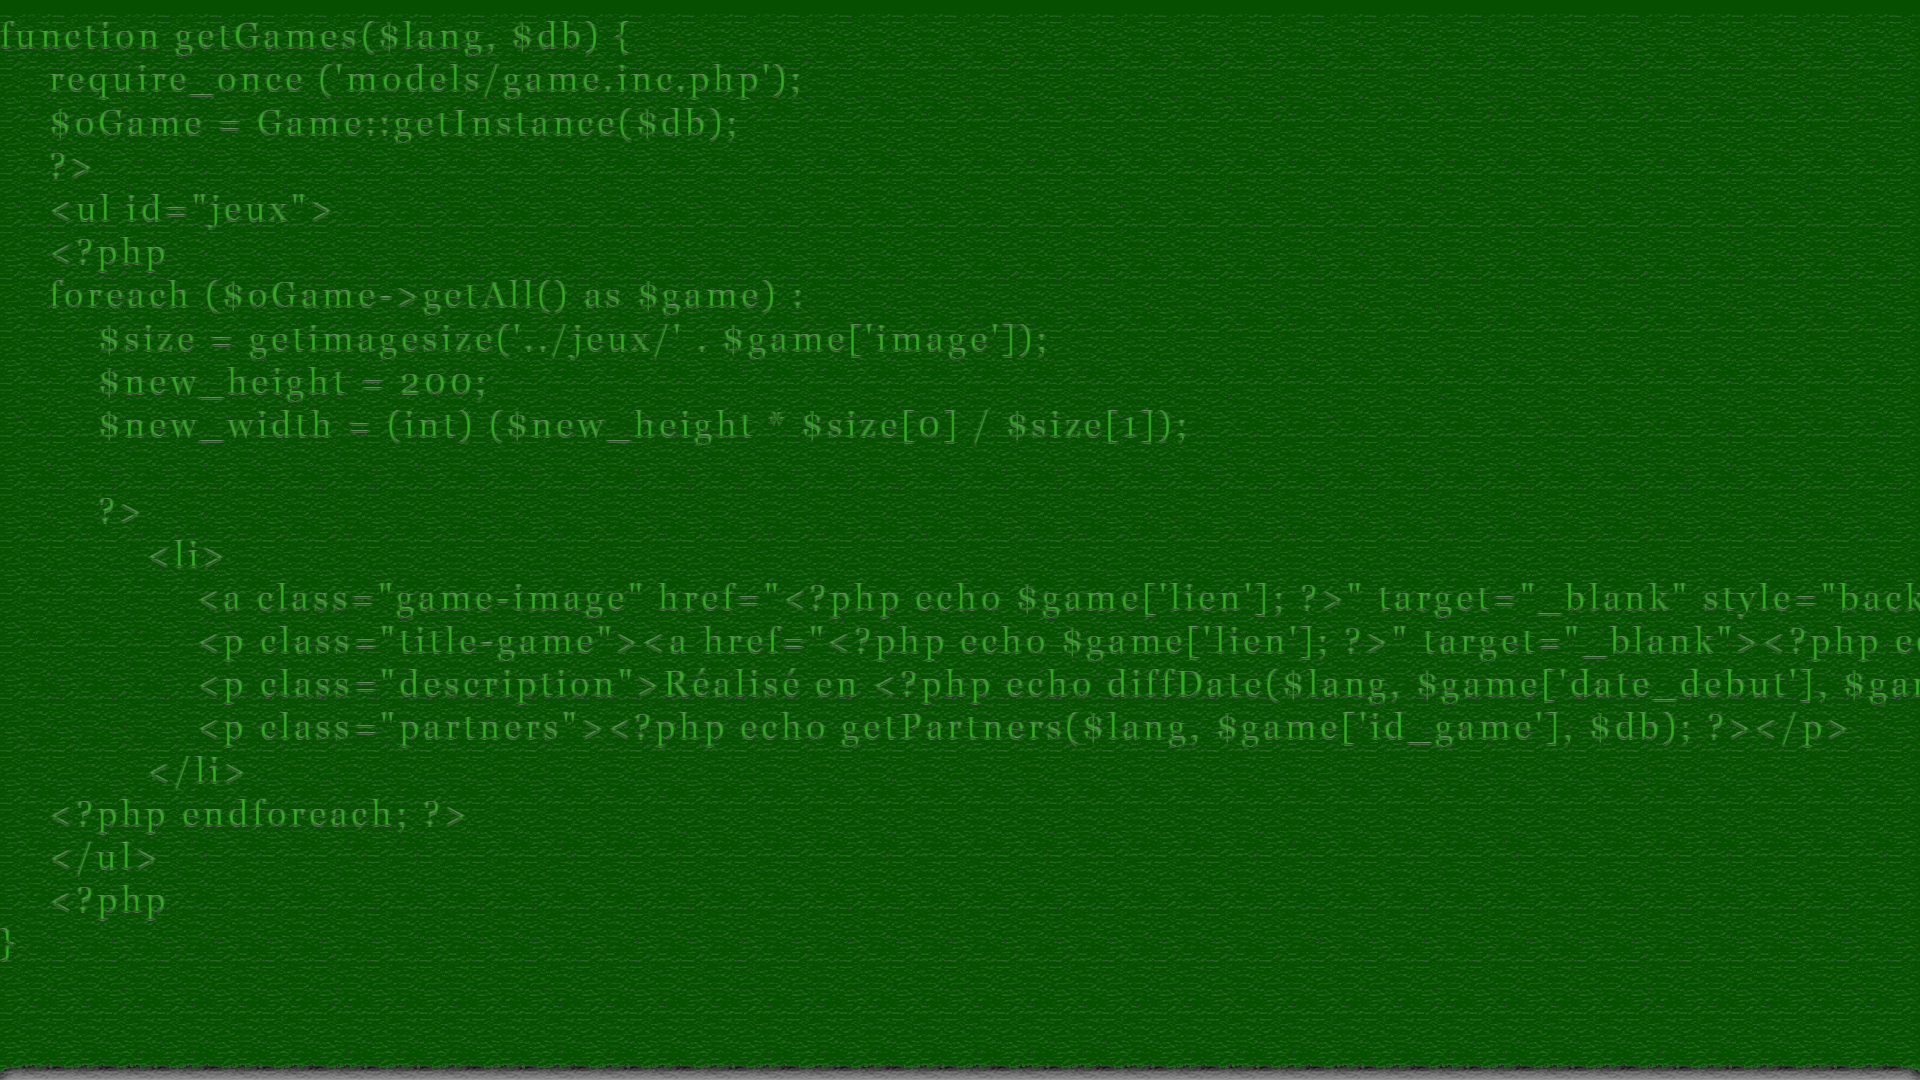 function getGames($lang, $db) {
require_once ('models/game.inc.php');
$oGame = Game::getInstance($db);
?>
<ul id="jeux">
<?php
foreach ($oGame->getAll() as $game) :
$size = getimagesize('../jeux/' . $game['image']);
$new_height = 200;
$new_width = (int) ($new_height * $size[0] / $size[1]);
?>
<li>
<a class="game-image" href="<?php echo $game['lien']; ?>" target="_blank" style="back
<p class="title-game"><a href="<?php echo $game['lien']; ?>" target="_blank"><?php ec
<p class="description">Réalisé en <?php echo diffDate($lang, $game['date_debut'], $gam
<p class="partners"><?php echo getPartners($lang, $game['id_game'], $db); ?></p>
</li>
<?php endforeach; ?>
</ul>
<?php
}